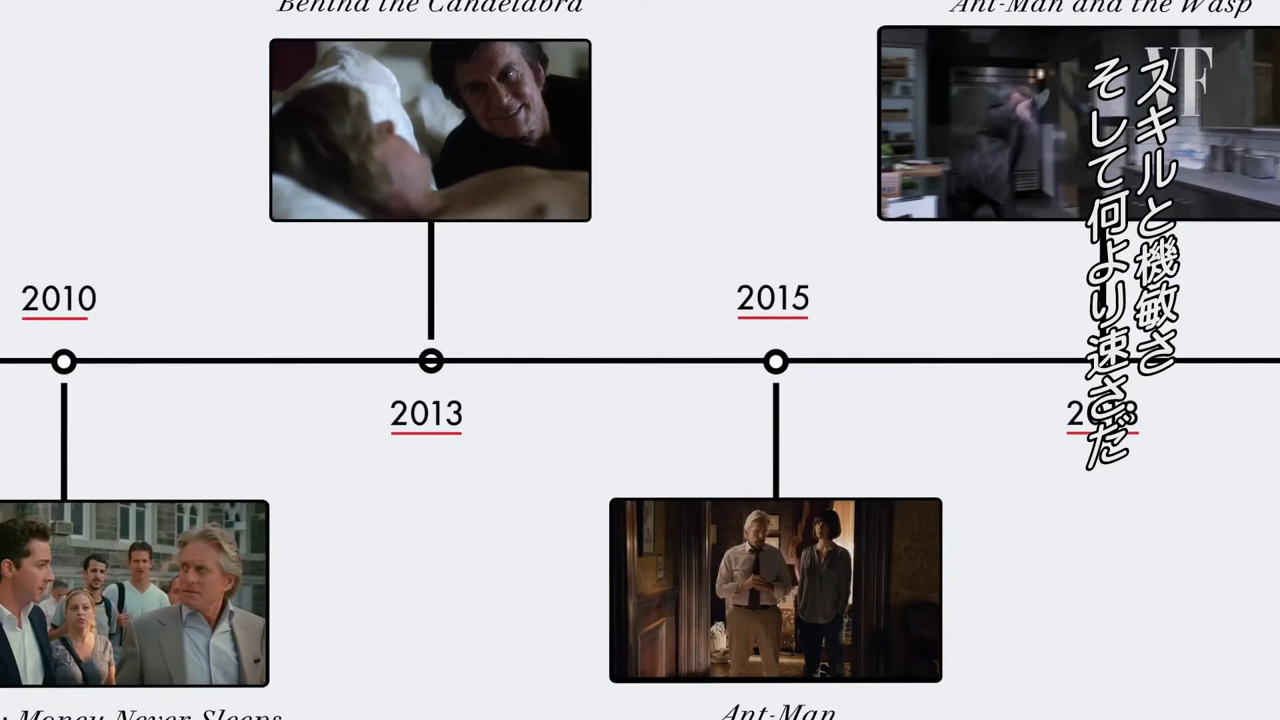 Behind the Candelabra
Ant-Man and the Wasp
VF
スキルと機敏さ
そして何より速さだ
2010
2015
2013
: Money Never Sleeps
Ant-Man